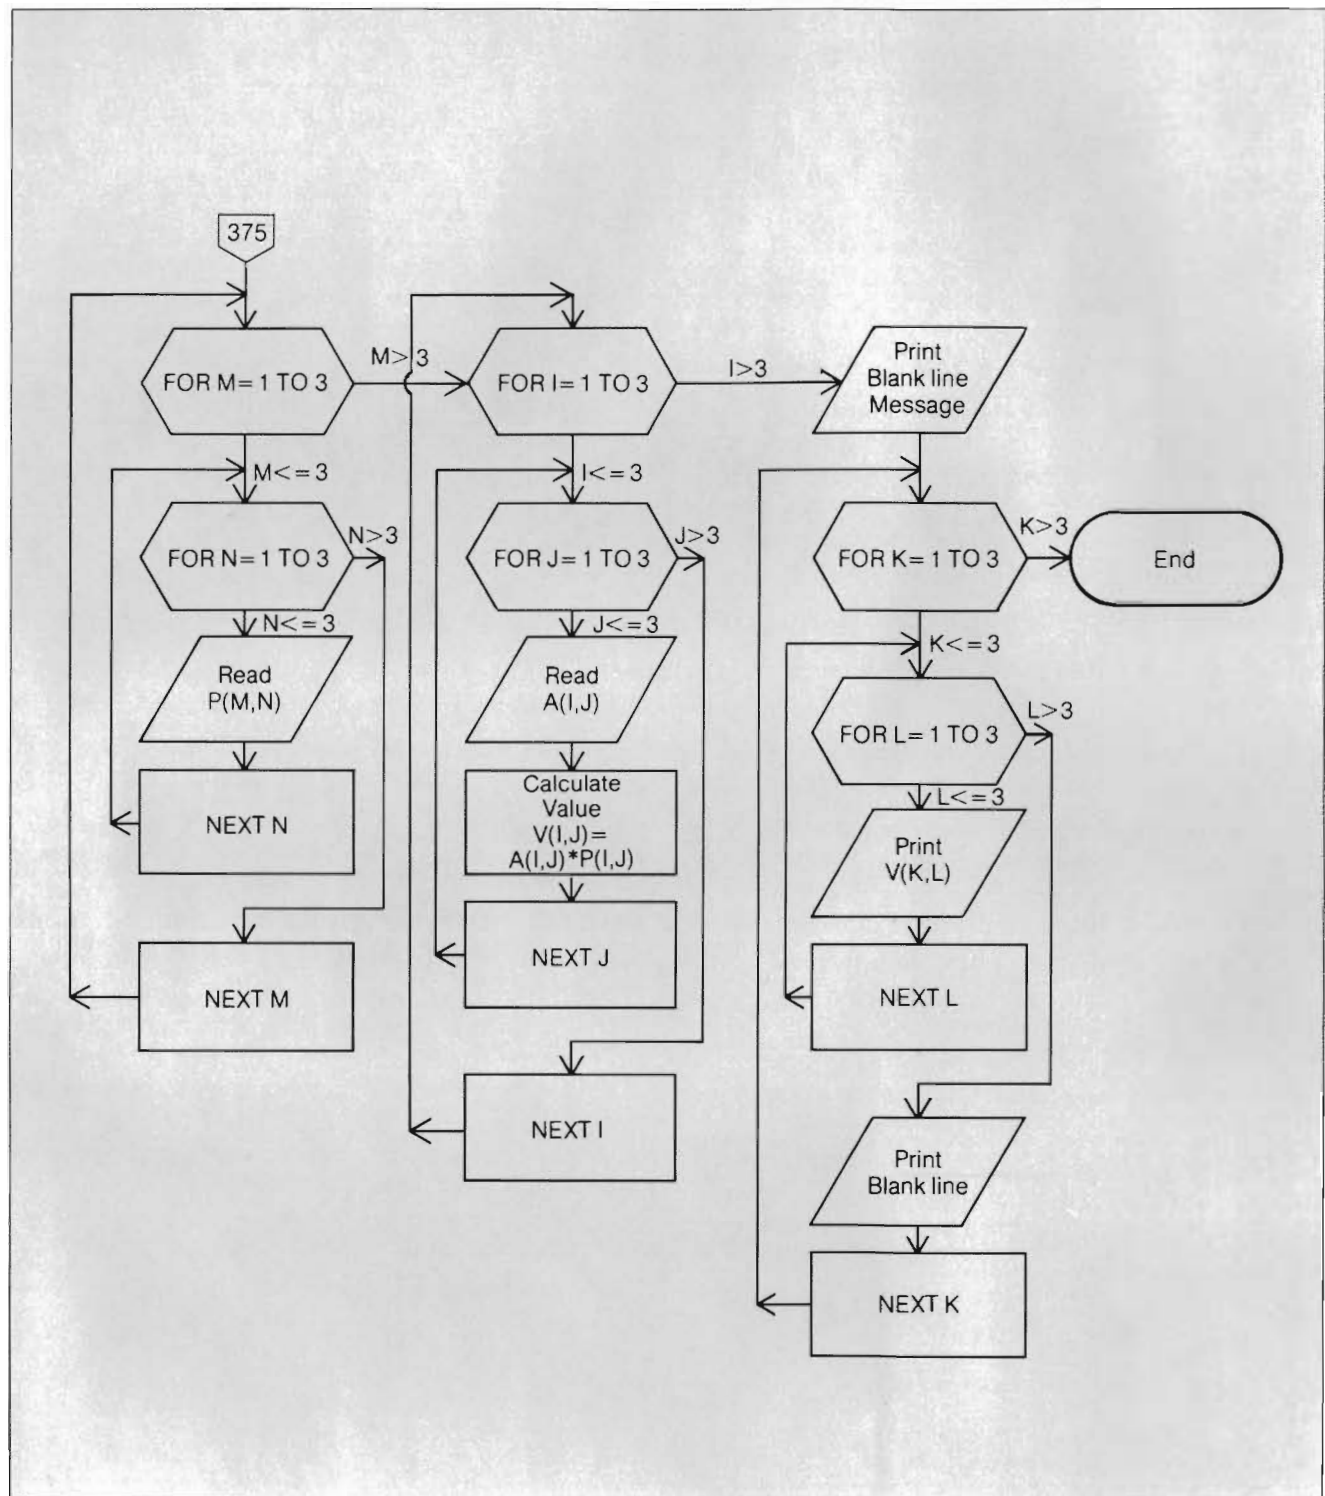 375
FOR M= 1 TO 3
M>3
M<=3
FOR N= 1 TO 3
N>3
N<=3
Read
P(M,N)
NEXT N
NEXT M
FOR I= 1 TO 3
I>3
I<=3
FOR J= 1 TO 3
J>3
J<=3
Read
A(I,J)
Calculate
Value
V(I,J)=
A(I,J)*P(I,J)
NEXT J
NEXT I
Print
Blank line
Message
FOR K= 1 TO 3
K>3
End
K<=3
FOR L= 1 TO 3
L>3
L<=3
Print
V(K,L)
NEXT L
Print
Blank line
NEXT K